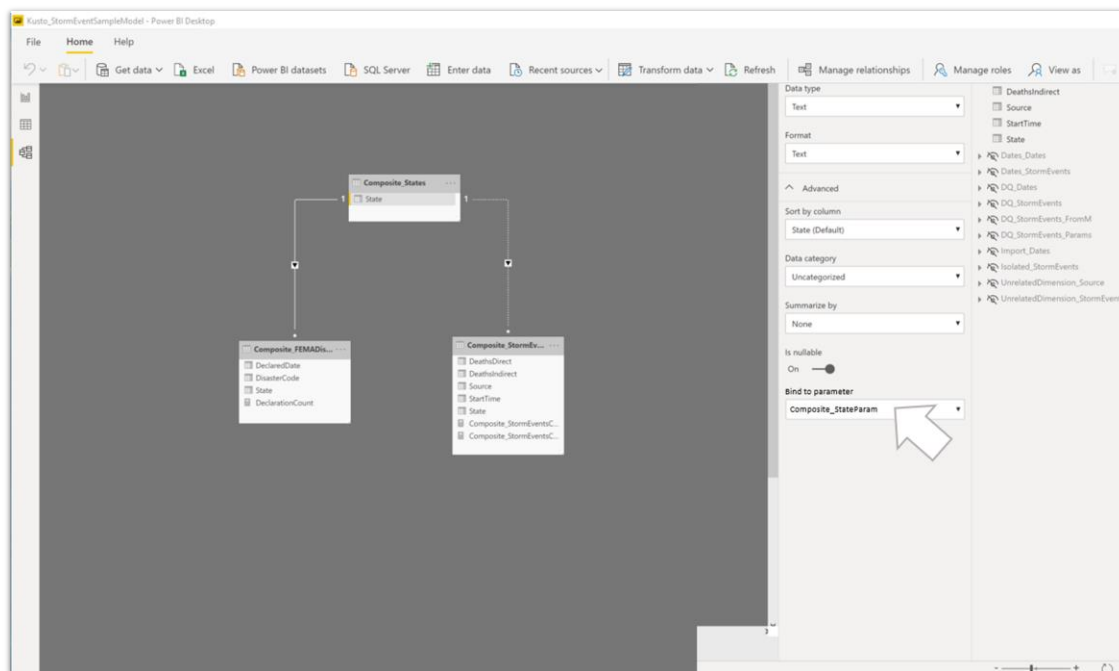 Kusto_StormEventSampleModel - Power BI Desktop
File Home Help
Get data Excel Power BI datasets SQL Server Enter data Recent sources Transform data Refresh Manage relationships Manage roles View as
Composite_States ...
State
1 1
Composite_FEMADis... ...
DeclaredDate
DisasterCode
State
DeclarationCount
Composite_StormEv... ...
DeathsDirect
DeathsIndirect
Source
StartTime
State
Composite_StormEventsC...
Composite_StormEventsC...
Data type
Text
Format
Text
Advanced
Sort by column
State (Default)
Data category
Uncategorized
Summarize by
None
Is nullable
On
Bind to parameter
Composite_StateParam
DeathsIndirect
Source
StartTime
State
Dates_Dates
Dates_StormEvents
DQ_Dates
DQ_StormEvents
DQ_StormEvents_FromM
DQ_StormEvents_Params
Import_Dates
Isolated_StormEvents
UnrelatedDimension_Source
UnrelatedDimension_StormEven